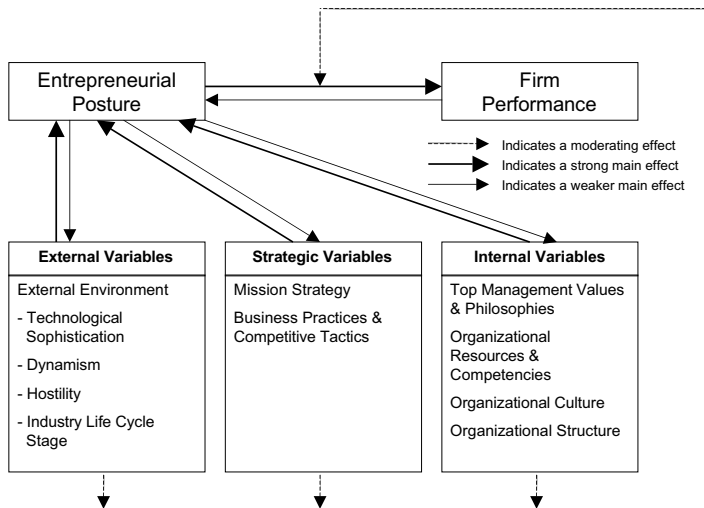 Entrepreneurial
Posture
Firm
Performance
Indicates a moderating effect
Indicates a strong main effect
Indicates a weaker main effect
External Variables
External Environment
- Technological
Sophistication
- Dynamism
- Hostility
- Industry Life Cycle
Stage
Strategic Variables
Mission Strategy
Business Practices &
Competitive Tactics
Internal Variables
Top Management Values
& Philosophies
Organizational
Resources &
Competencies
Organizational Culture
Organizational Structure